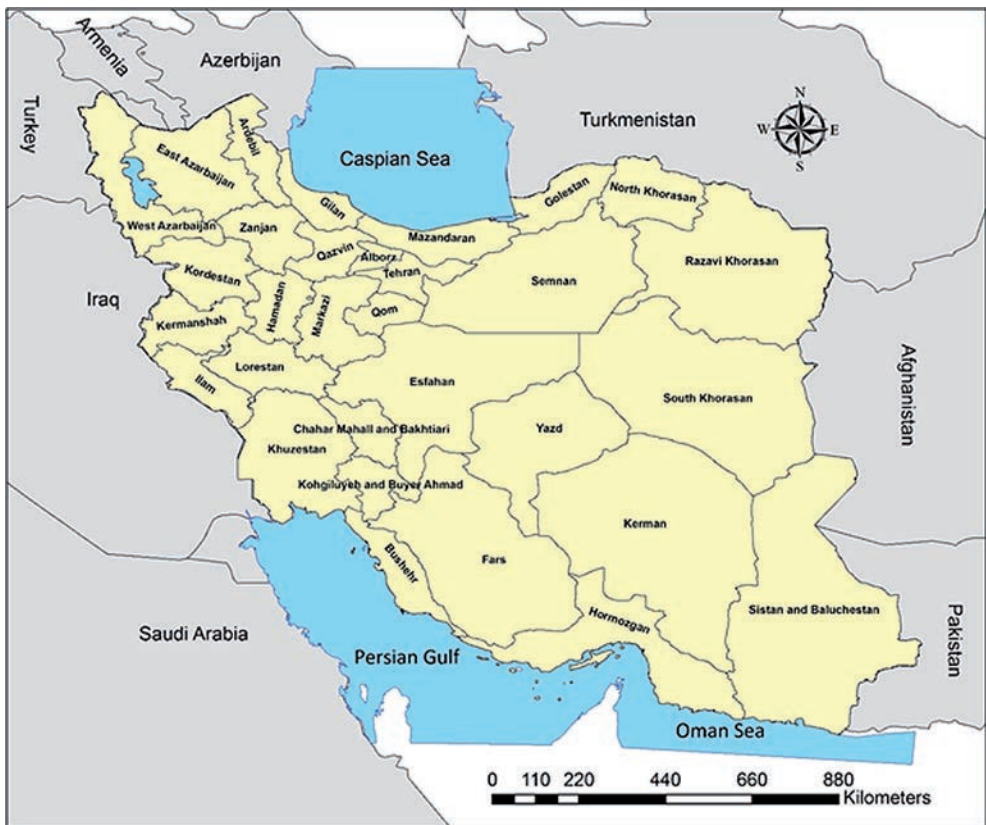 Armenia
Azerbijan
Turkey
Turkmenistan
N
W E
S
Caspian Sea
Ardebil
East Azarbaijan
Gilan
Golestan
North Khorasan
West Azarbaijan
Zanjan
Mazandaran
Qazvin
Alborz
Tehran
Razavi Khorasan
Semnan
Kordestan
Iraq
Hamadan
Markazi
Qom
Kermanshah
Lorestan
Ilam
Esfahan
Afghanistan
South Khorasan
Chahar Mahall and Bakhtiari
Yazd
Khuzestan
Kohgiluyeh and Buyer Ahmad
Kerman
Bushehr
Fars
Hormozgan
Sistan and Baluchestan
Pakistan
Saudi Arabia
Persian Gulf
Oman Sea
0 110 220 440 660 880
Kilometers